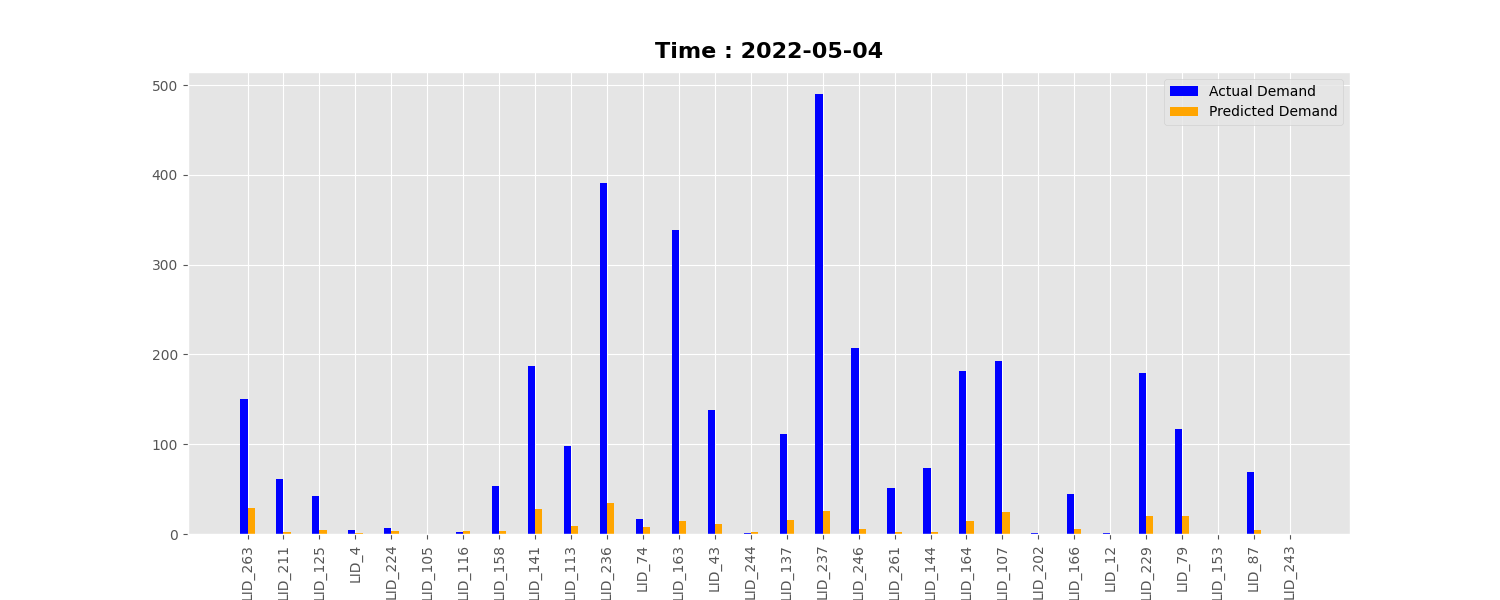 Time : 2022-05-04
500
400
300
200
100
0
Actual Demand
Predicted Demand
LID_263
LID_211
LID_125
LID_4
LID_224
LID_105
LID_116
LID_158
LID_141
LID_113
LID_236
LID_74
LID_163
LID_43
LID_244
LID_137
LID_237
LID_246
LID_261
LID_144
LID_164
LID_107
LID_202
LID_166
LID_12
LID_229
LID_79
LID_153
LID_87
LID_243